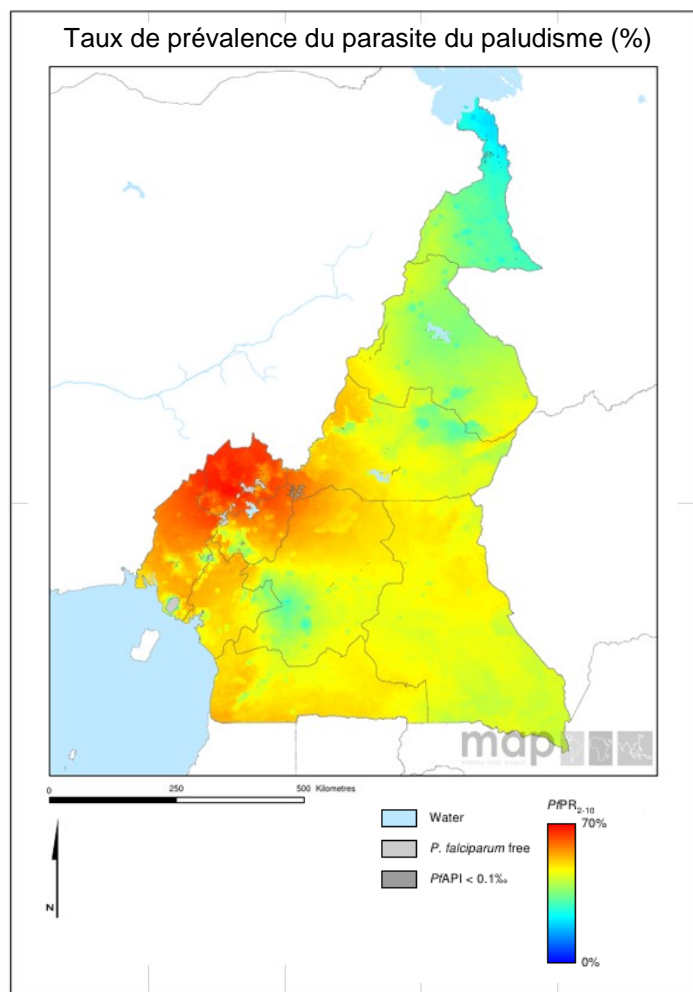 Taux de prévalence du parasite du paludisme (%)
map
0 250 500 Kilometres
N
Water
P. falciparum free
PfAPI < 0.1‰
PfPR2-10
70%
0%